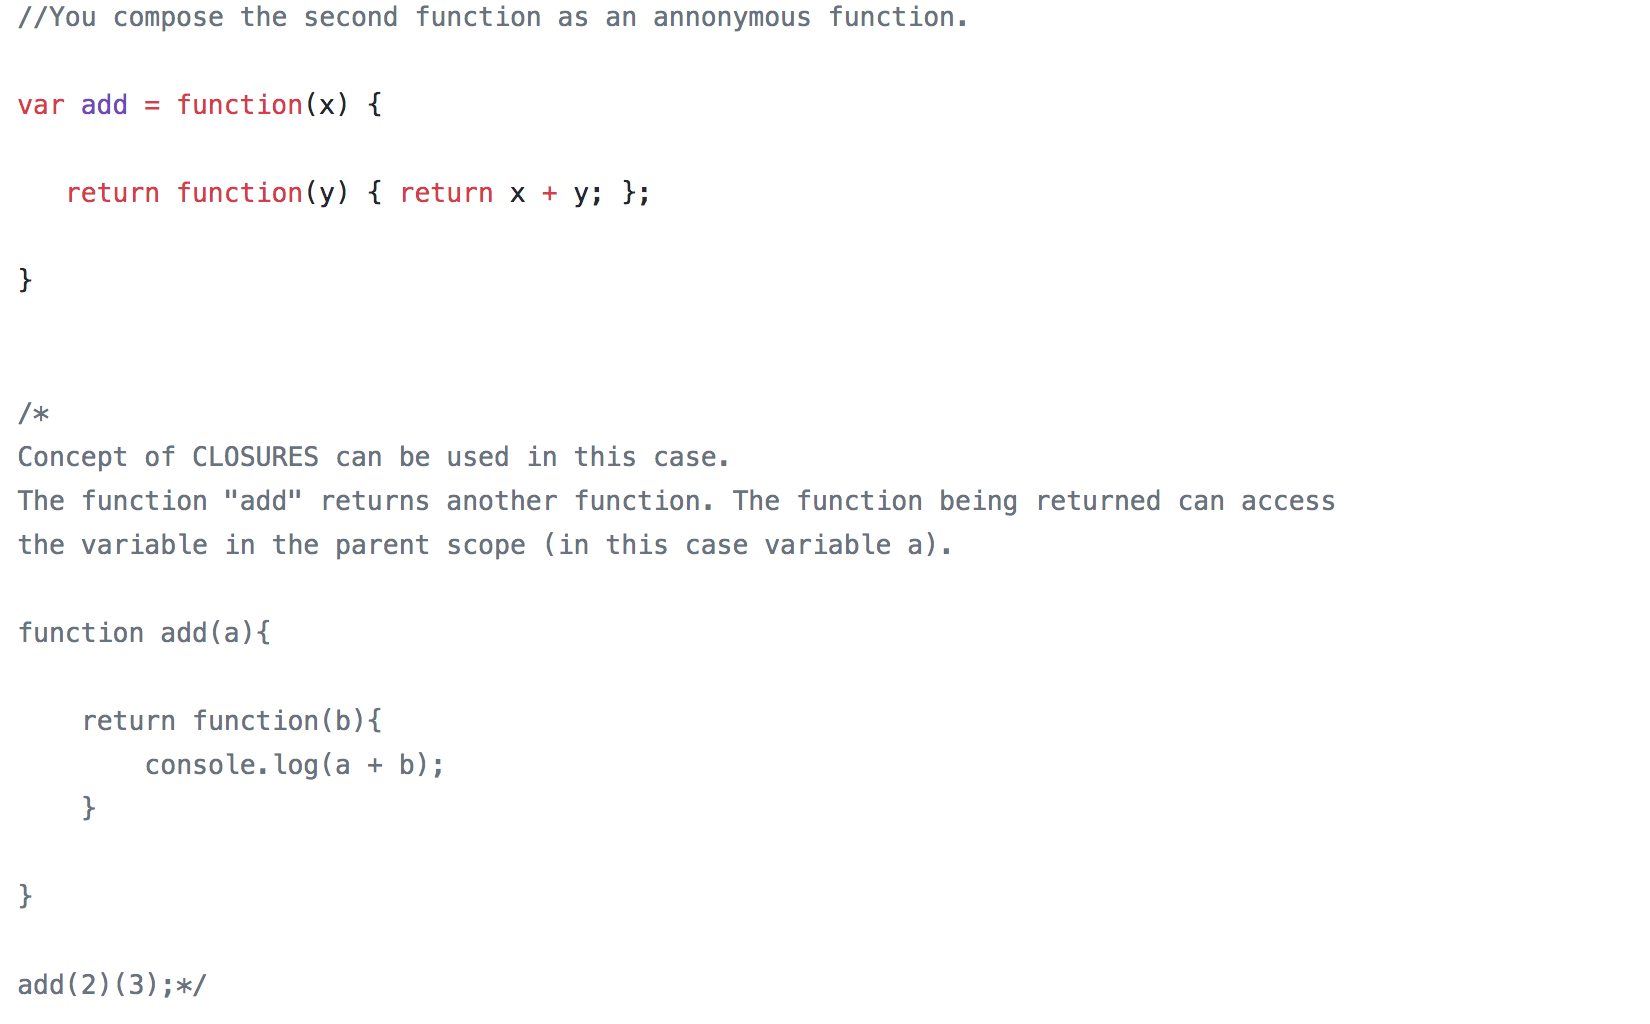 //You compose the second function as an annonymous function.
var add = function(x) {
return function(y) { return x + y; };
}
/*
Concept of CLOSURES can be used in this case.
The function "add" returns another function. The function being returned can access
the variable in the parent scope (in this case variable a).
function add(a){
return function(b){
console.log(a + b);
}
}
add(2)(3);*/